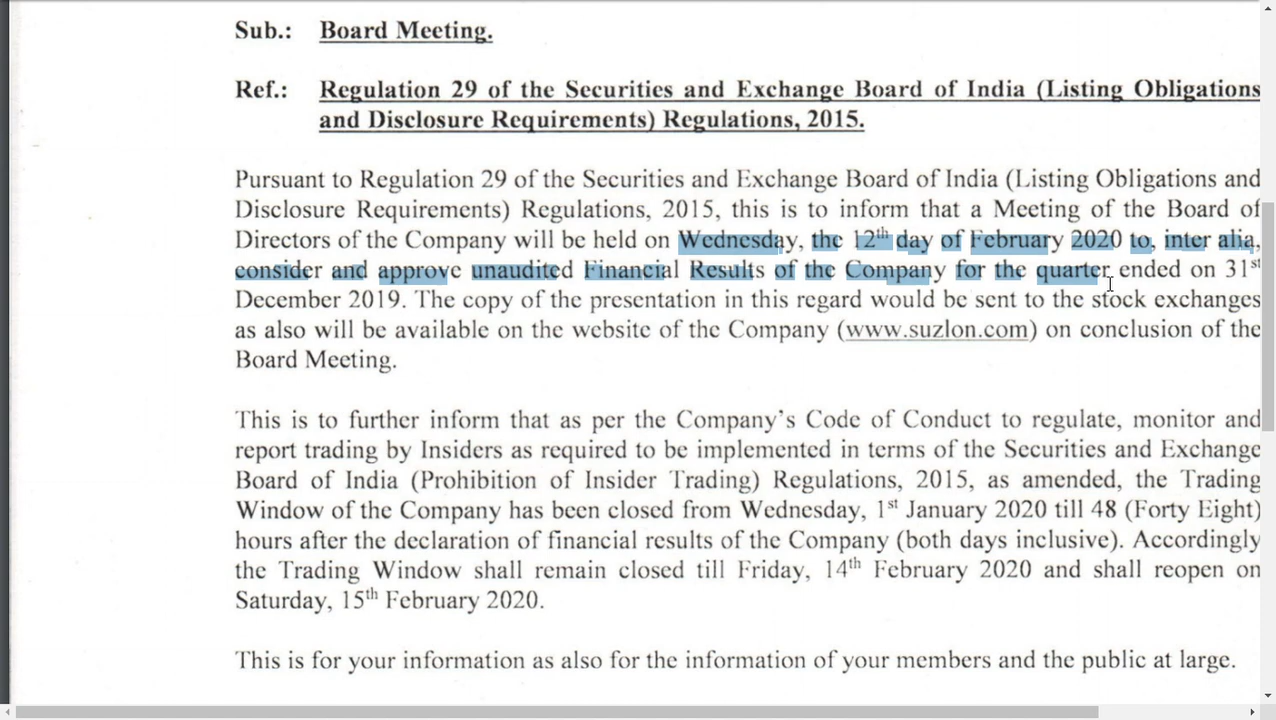 Sub.: Board Meeting.
Ref.: Regulation 29 of the Securities and Exchange Board of India (Listing Obligations
and Disclosure Requirements) Regulations, 2015.
Pursuant to Regulation 29 of the Securities and Exchange Board of India (Listing Obligations and
Disclosure Requirements) Regulations, 2015, this is to inform that a Meeting of the Board of
Directors of the Company will be held on Wednesday, the 12th day of February 2020 to, inter alia,
consider and approve unaudited Financial Results of the Company for the quarter ended on 31st
December 2019. The copy of the presentation in this regard would be sent to the stock exchanges
as also will be available on the website of the Company (www.suzlon.com) on conclusion of the
Board Meeting.
This is to further inform that as per the Company's Code of Conduct to regulate, monitor and
report trading by Insiders as required to be implemented in terms of the Securities and Exchange
Board of India (Prohibition of Insider Trading) Regulations, 2015, as amended, the Trading
Window of the Company has been closed from Wednesday, 1st January 2020 till 48 (Forty Eight)
hours after the declaration of financial results of the Company (both days inclusive). Accordingly
the Trading Window shall remain closed till Friday, 14th February 2020 and shall reopen on
Saturday, 15th February 2020.
This is for your information as also for the information of your members and the public at large.